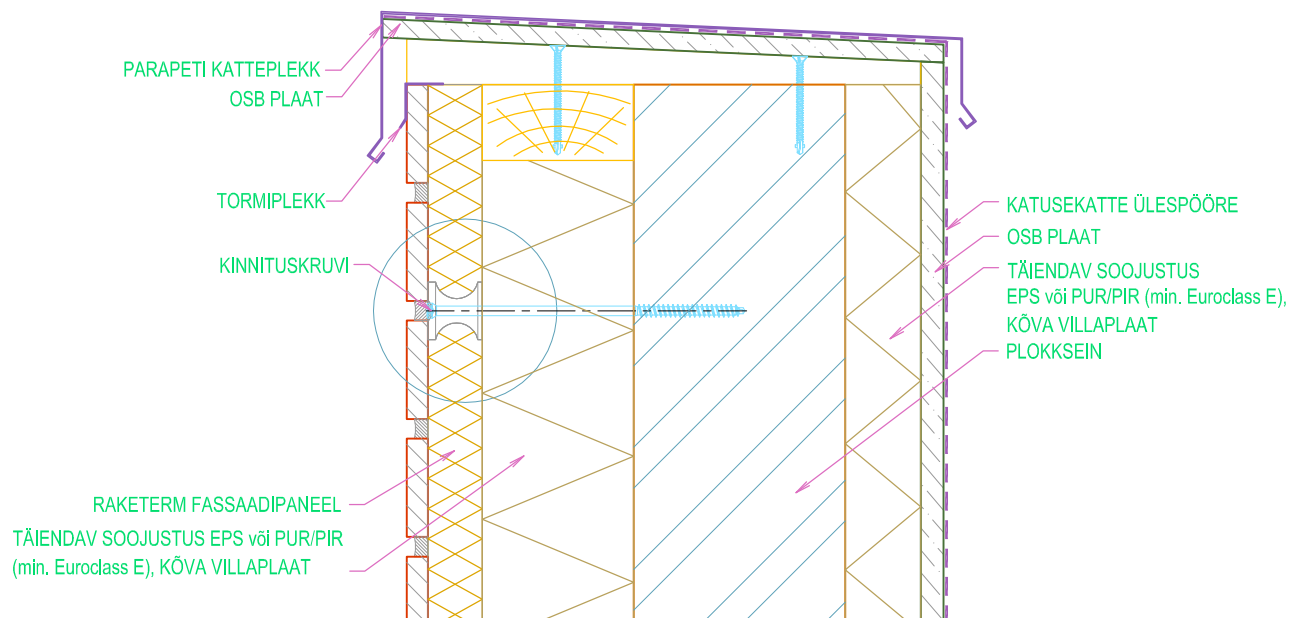 PARAPETI KATTEPLEKK
OSB PLAAT
TORMIPLEKK
KINNITUSKRUVI
RAKETERM FASSAADIPANEEL
TÄIENDAV SOOJUSTUS EPS või PUR/PIR
(min. Euroclass E), KÕVA VILLAPLAAT
KATUSEKATTE ÜLESPÖÖRE
OSB PLAAT
TÄIENDAV SOOJUSTUS
EPS või PUR/PIR (min. Euroclass E),
KÕVA VILLAPLAAT
PLOKKSEIN